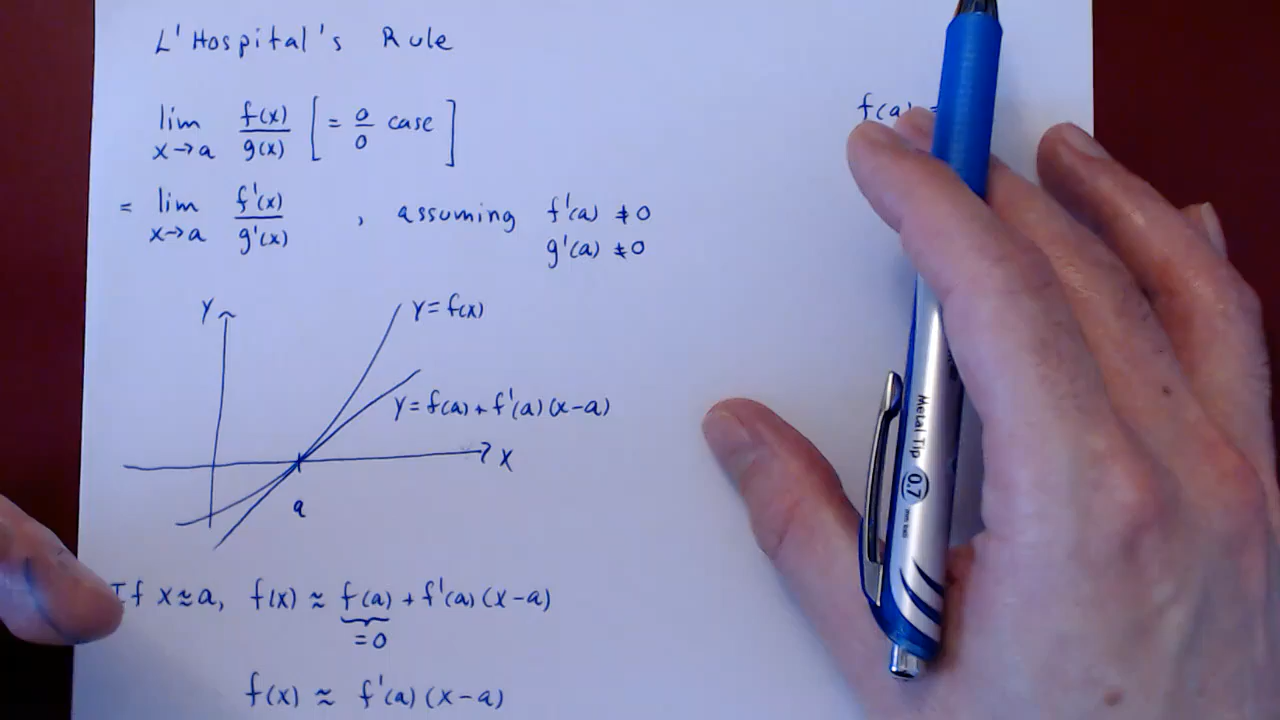 L'Hospital's Rule
lim x→a f(x)/g(x) [= 0/0 case]
f(a) =
= lim x→a f'(x)/g'(x) , assuming f'(a) ≠ 0
g'(a) ≠ 0
Y
y = f(x)
y = f(a) + f'(a) (x-a)
x
a
If x ≈ a, f(x) ≈ f(a) + f'(a) (x-a)
= 0
f(x) ≈ f'(a) (x-a)
Metal Tip 0.7